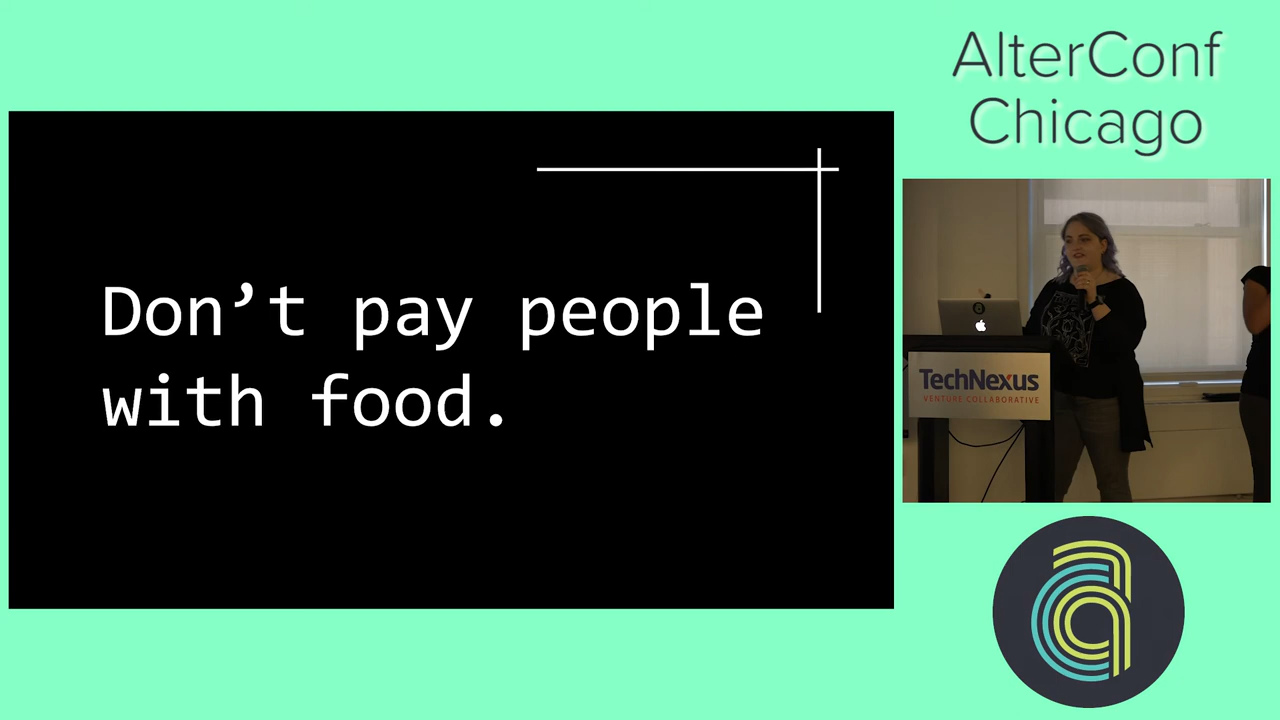 AlterConf
Chicago
Don’t pay people
with food.
TechNexus
VENTURE COLLABORATIVE